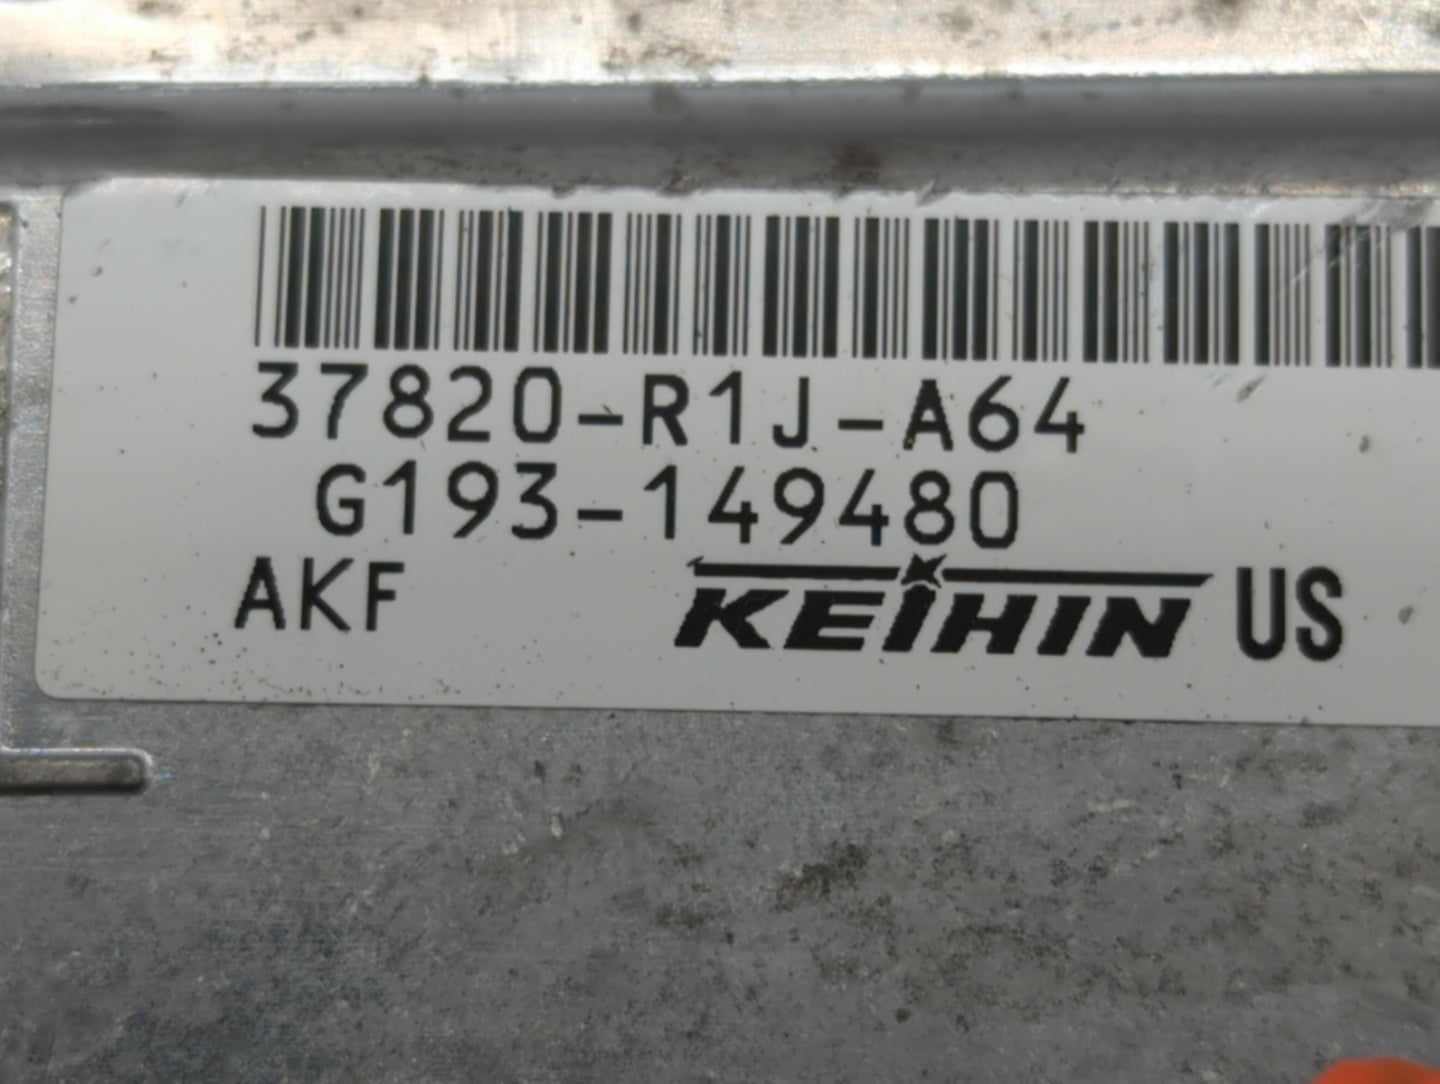 37820-R1J-A64
G193-149480
AKF KEIHIN US